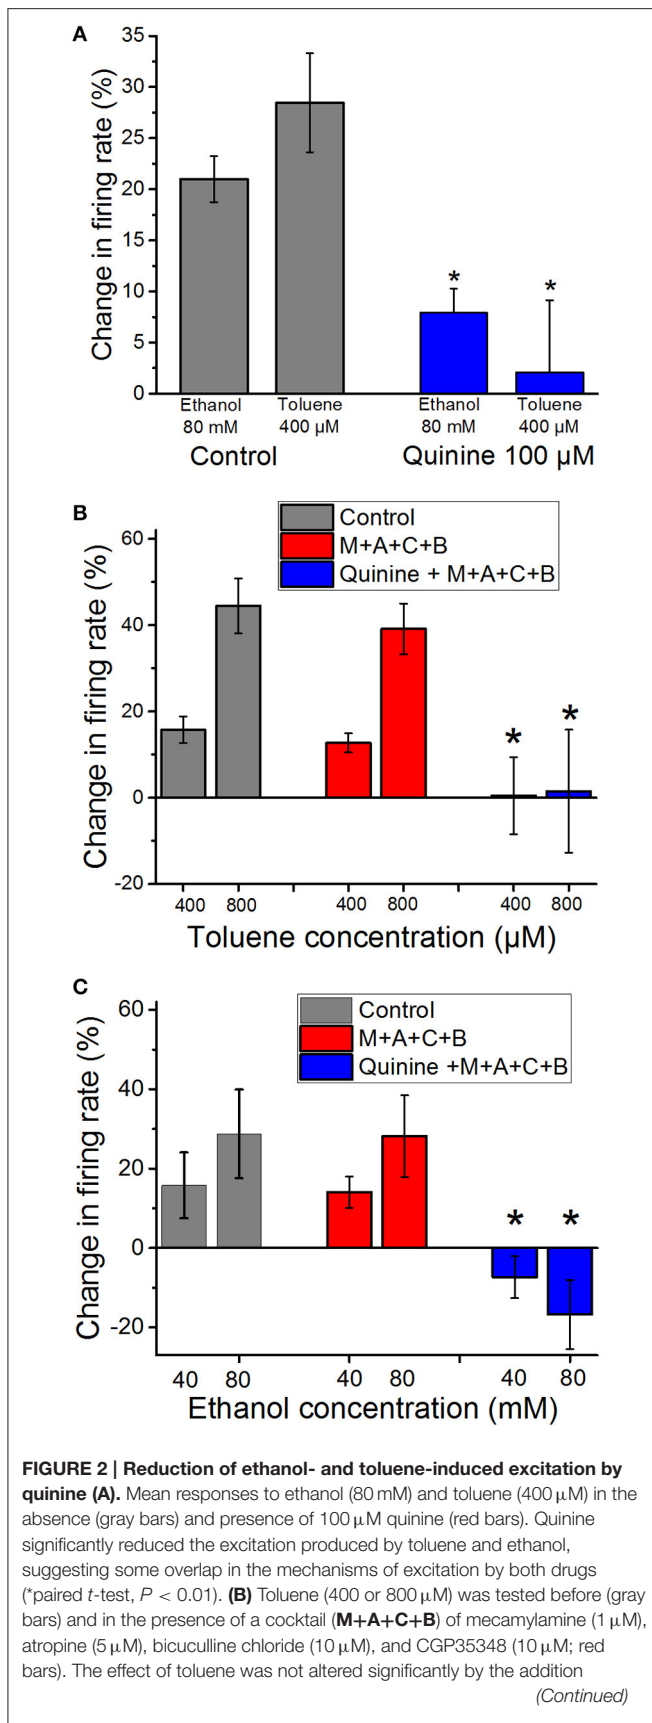 A
Change in firing rate (%)
35
30
25
20
15
10
5
0
* *
Ethanol Toluene Ethanol Toluene
80 mM 400 µM 80 mM 400 µM
Control Quinine 100 µM
B
Change in firing rate (%)
Control
M+A+C+B
Quinine + M+A+C+B
60
40
20
0
-20
* *
400 800 400 800 400 800
Toluene concentration (µM)
C
Change in firing rate (%)
Control
M+A+C+B
Quinine +M+A+C+B
60
40
20
0
-20
* *
40 80 40 80 40 80
Ethanol concentration (mM)
FIGURE 2 | Reduction of ethanol- and toluene-induced excitation by
quinine (A). Mean responses to ethanol (80 mM) and toluene (400 µM) in the
absence (gray bars) and presence of 100 µM quinine (red bars). Quinine
significantly reduced the excitation produced by toluene and ethanol,
suggesting some overlap in the mechanisms of excitation by both drugs
(*paired t-test, P < 0.01). (B) Toluene (400 or 800 µM) was tested before (gray
bars) and in the presence of a cocktail (M+A+C+B) of mecamylamine (1 µM),
atropine (5 µM), bicuculline chloride (10 µM), and CGP35348 (10 µM; red
bars). The effect of toluene was not altered significantly by the addition
(Continued)